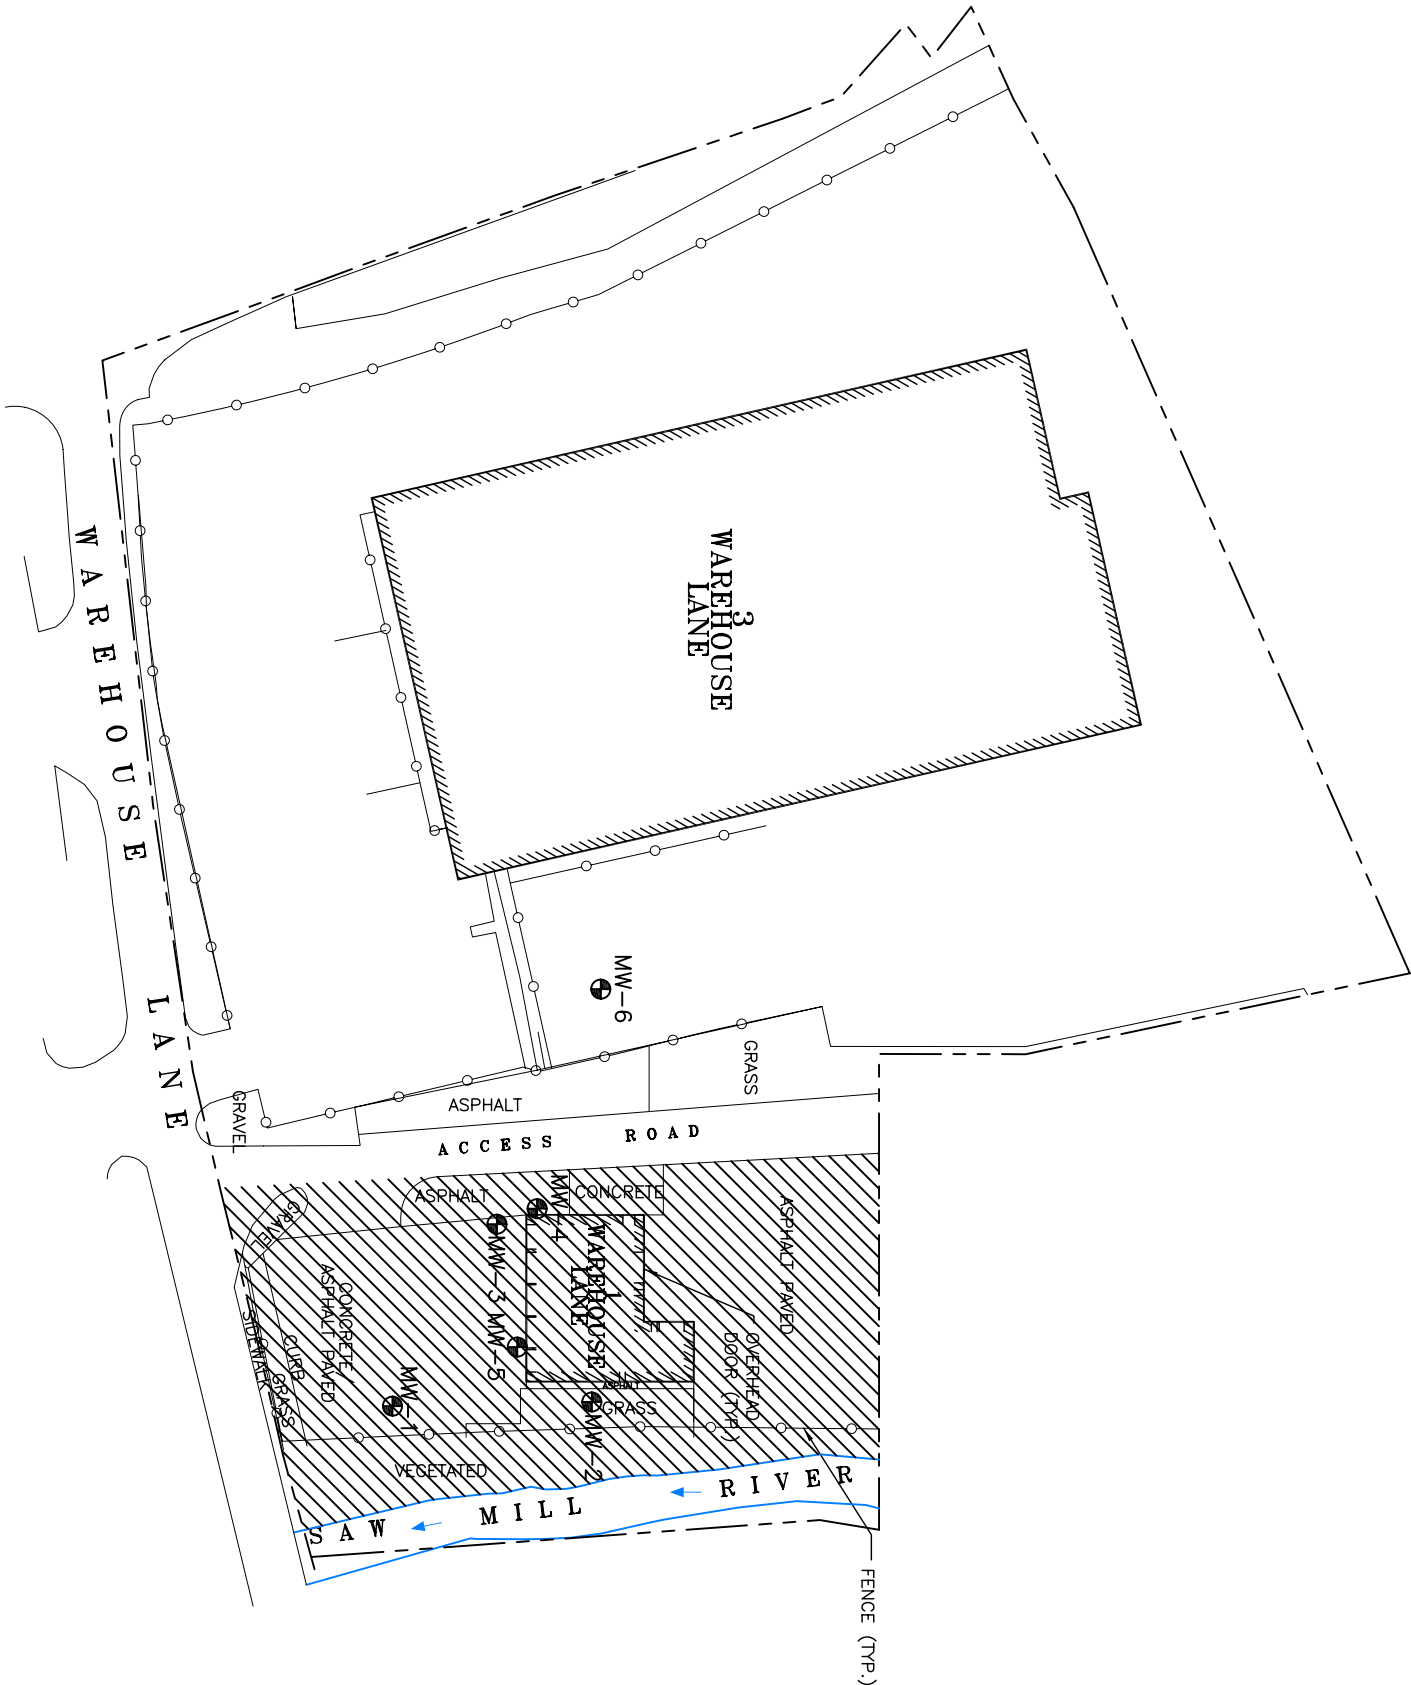 3
WAREHOUSE
LANE
WAREHOUSE LANE
MW-6
GRASS
ASPHALT
GRAVEL
ACCESS ROAD
ASPHALT
MW-4
CONCRETE
ASPHALT PAVED
GRAVEL
MW-3
MW-5
1
WAREHOUSE
LANE
CONCRETE/
ASPHALT PAVED
OVERHEAD
DOOR (TYP.)
CURB
GRASS
SIDEWALK
MW-1
ASPHALT
GRASS
MW-2
VEGETATED
SAW MILL RIVER
FENCE (TYP.)